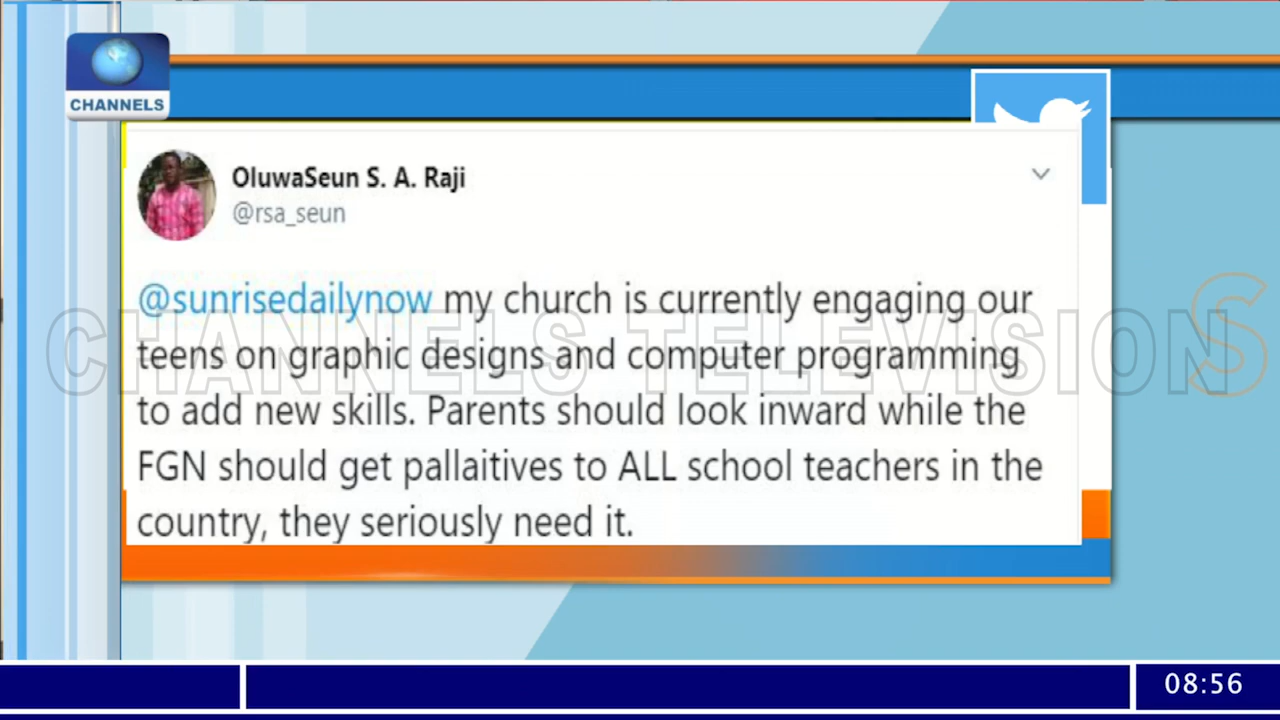 CHANNELS
OluwaSeun S. A. Raji
@rsa_seun
@sunrisedailynow my church is currently engaging our
teens on graphic designs and computer programming
to add new skills. Parents should look inward while the
FGN should get pallaitives to ALL school teachers in the
country, they seriously need it.
CHANNELS TELEVISION
S
08:56